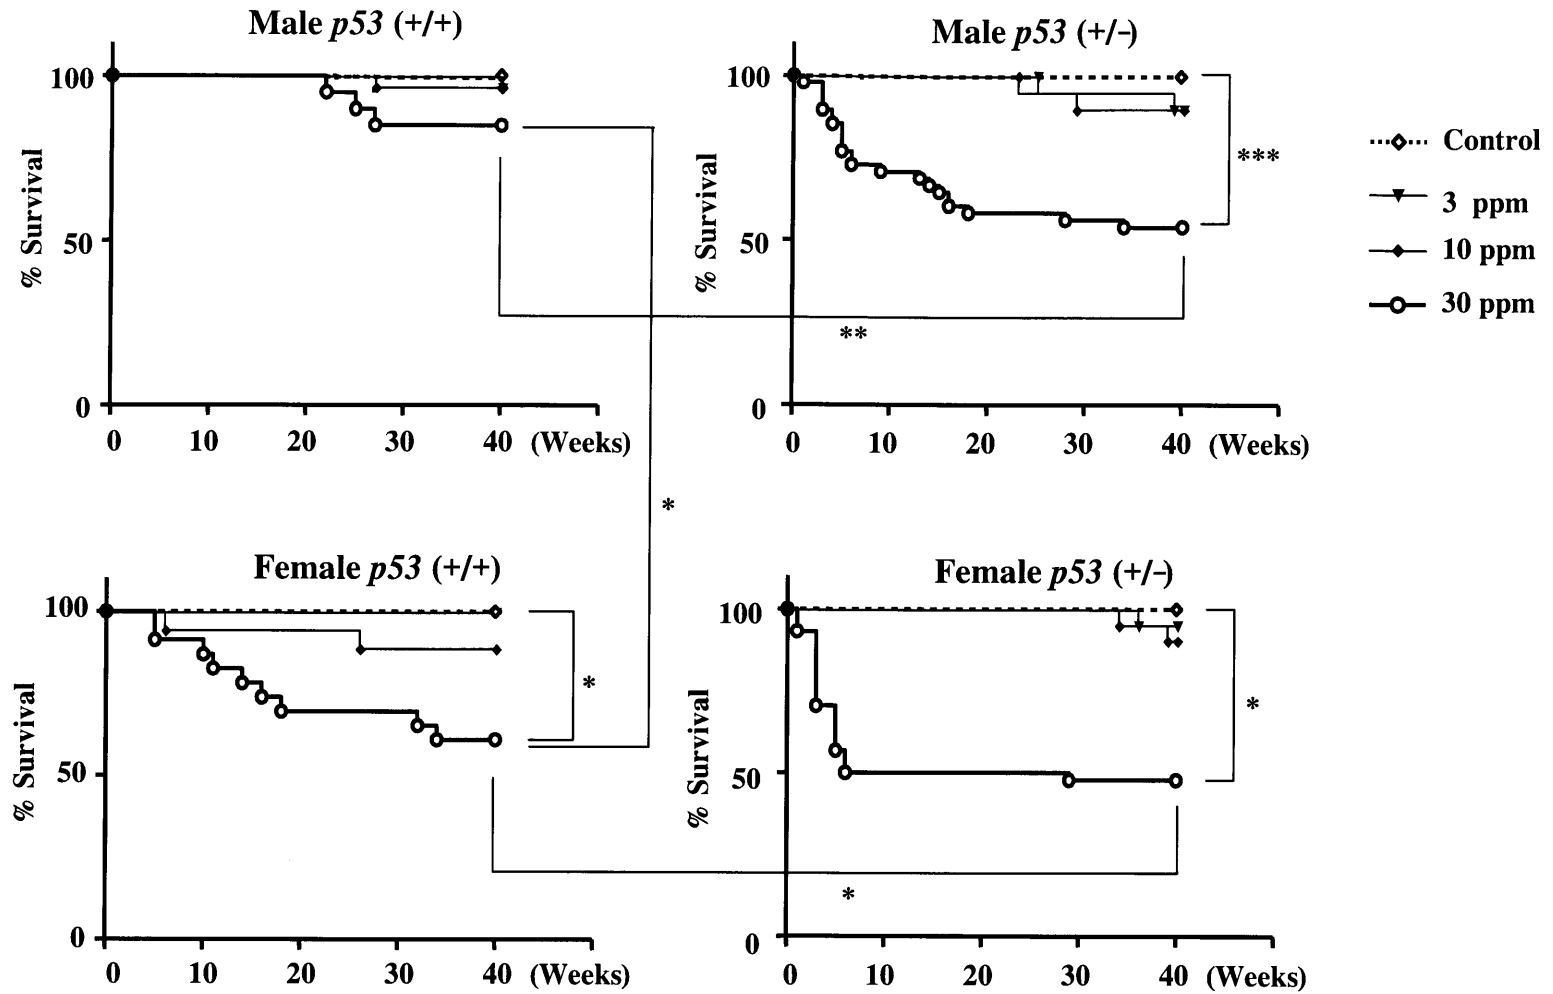 Male p53 (+/+)
100
50
0
% Survival
0 10 20 30 40 (Weeks)
Male p53 (+/-)
100
50
0
% Survival
0 10 20 30 40 (Weeks)
***
**
*
Control
3 ppm
10 ppm
30 ppm
Female p53 (+/+)
100
50
0
% Survival
0 10 20 30 40 (Weeks)
*
Female p53 (+/-)
100
50
0
% Survival
0 10 20 30 40 (Weeks)
*
*